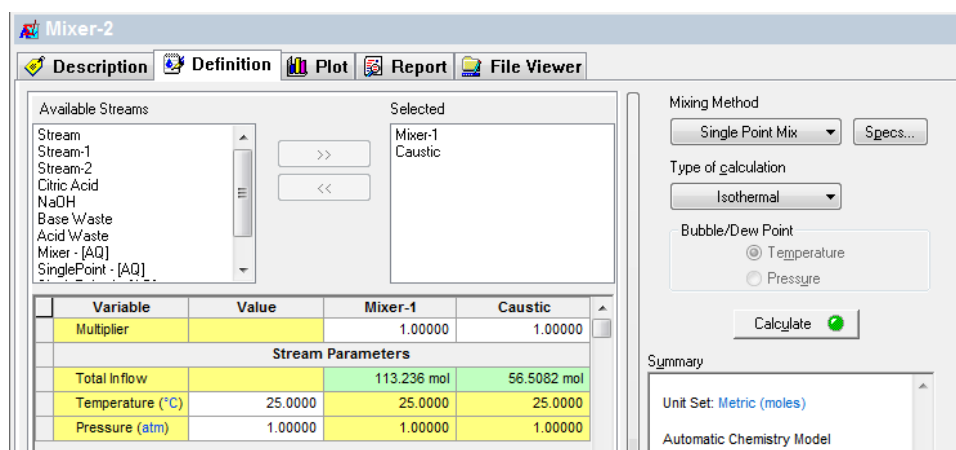 Mixer-2
Description Definition Plot Report File Viewer
Available Streams
Stream
Stream-1
Stream-2
Citric Acid
NaOH
Base Waste
Acid Waste
Mixer - [AQ]
SinglePoint - [AQ]
>>
<<
Selected
Mixer-1
Caustic
Mixing Method
Single Point Mix Specs...
Type of calculation
Isothermal
Bubble/Dew Point
Temperature
Pressure
Calculate
Variable Value Mixer-1 Caustic
Multiplier 1.00000 1.00000
Stream Parameters
Total Inflow 113.236 mol 56.5082 mol
Temperature (°C) 25.0000 25.0000 25.0000
Pressure (atm) 1.00000 1.00000 1.00000
Summary
Unit Set: Metric (moles)
Automatic Chemistry Model